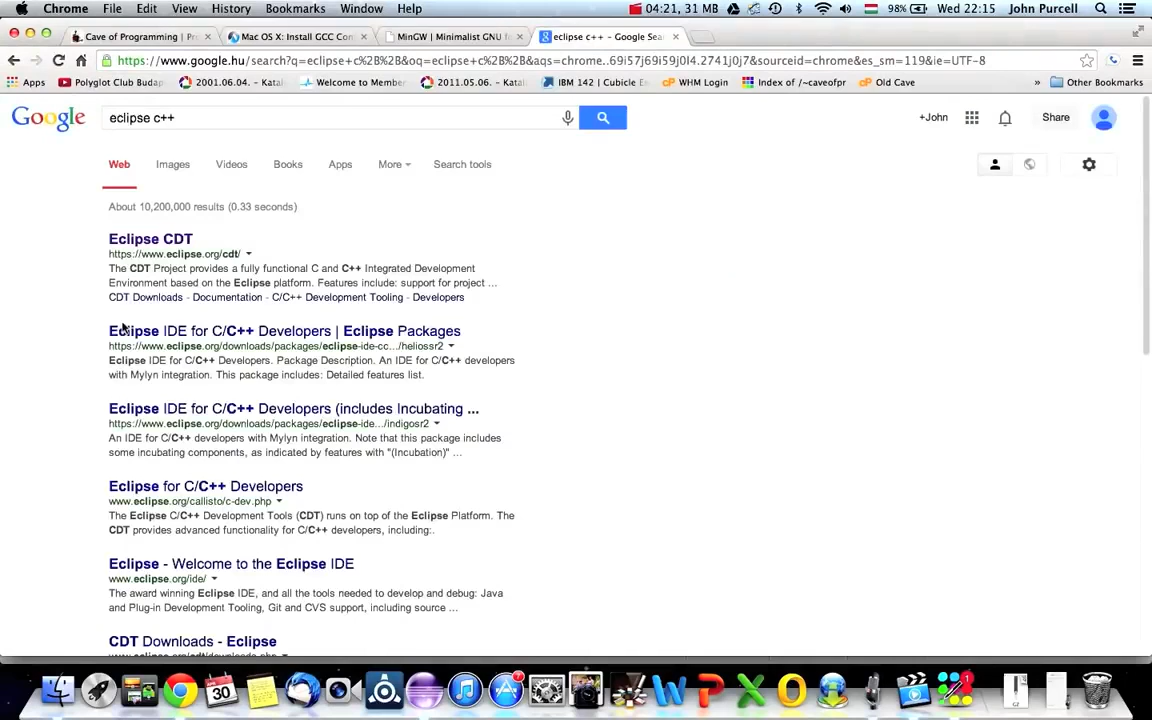 Chrome File Edit View History Bookmarks Window Help 04:21, 31 MB 98% Wed 22:15 John Purcell
Cave of Programming | Pr Mac OS X: Install GCC Con MinGW | Minimalist GNU f eclipse c++ - Google Sear
https://www.google.hu/search?q=eclipse+c%2B%2B&oq=eclipse+c%2B%2B&aqs=chrome..69i57j69i59j0l4.2741j0j7&sourceid=chrome&es_sm=119&ie=UTF-8
Apps Polyglot Club Budap 2001.06.04. - Katali Welcome to Membe 2011.05.06. - Katali IBM 142 | Cubicle E WHM Login Index of /caveofpr Old Cave » Other Bookmarks
Google eclipse c++ +John Share
Web Images Videos Books Apps More Search tools
About 10,200,000 results (0.33 seconds)
Eclipse CDT
https://www.eclipse.org/cdt/
The CDT Project provides a fully functional C and C++ Integrated Development
Environment based on the Eclipse platform. Features include: support for project ...
CDT Downloads - Documentation - C/C++ Development Tooling - Developers
Eclipse IDE for C/C++ Developers | Eclipse Packages
https://www.eclipse.org/downloads/packages/eclipse-ide-cc.../heliossr2
Eclipse IDE for C/C++ Developers. Package Description. An IDE for C/C++ developers
with Mylyn integration. This package includes: Detailed features list.
Eclipse IDE for C/C++ Developers (includes Incubating ...
https://www.eclipse.org/downloads/packages/eclipse-ide.../indigosr2
An IDE for C/C++ developers with Mylyn integration. Note that this package includes
some incubating components, as indicated by features with "(Incubation)" ...
Eclipse for C/C++ Developers
www.eclipse.org/callisto/c-dev.php
The Eclipse C/C++ Development Tools (CDT) runs on top of the Eclipse Platform. The
CDT provides advanced functionality for C/C++ developers, including:.
Eclipse - Welcome to the Eclipse IDE
www.eclipse.org/ide/
The award winning Eclipse IDE, and all the tools needed to develop and debug: Java
and Plug-in Development Tooling, Git and CVS support, including source ...
CDT Downloads - Eclipse